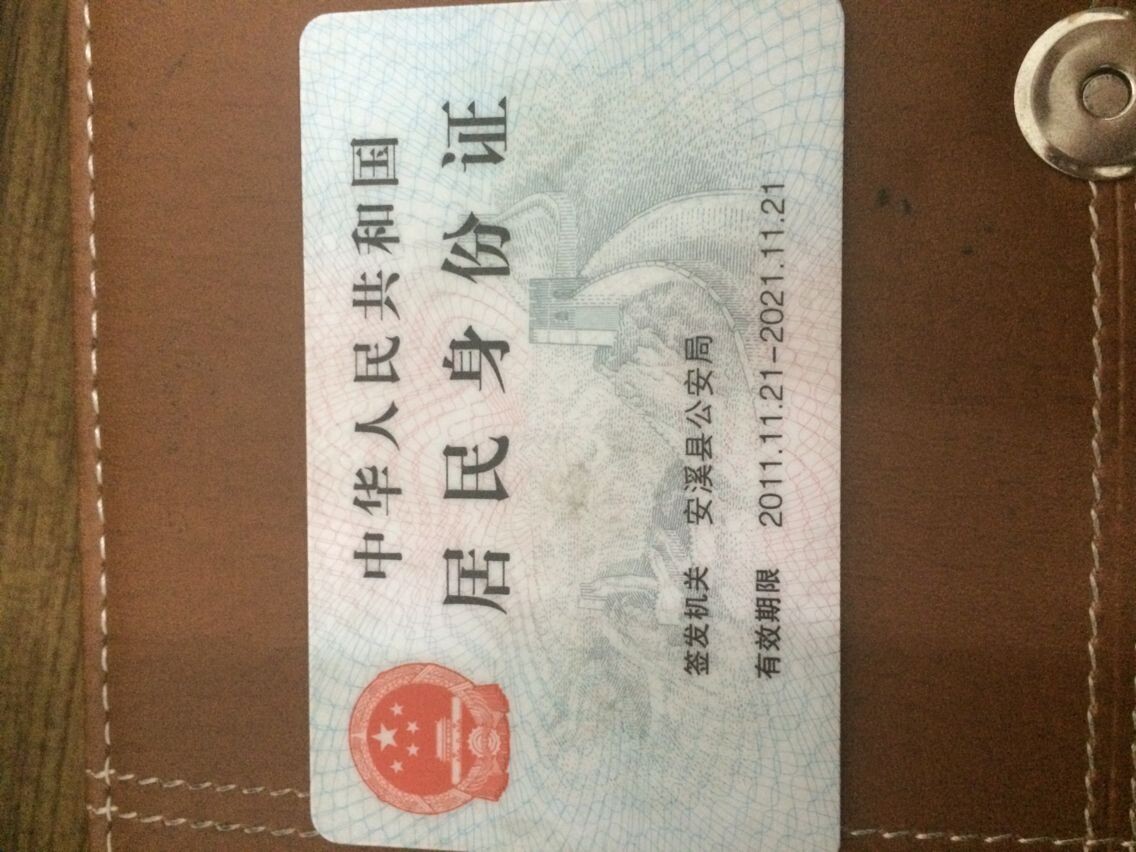 中华人民共和国
居民身份证
签发机关 安溪县公安局
有效期限 2011.11.21-2021.11.21